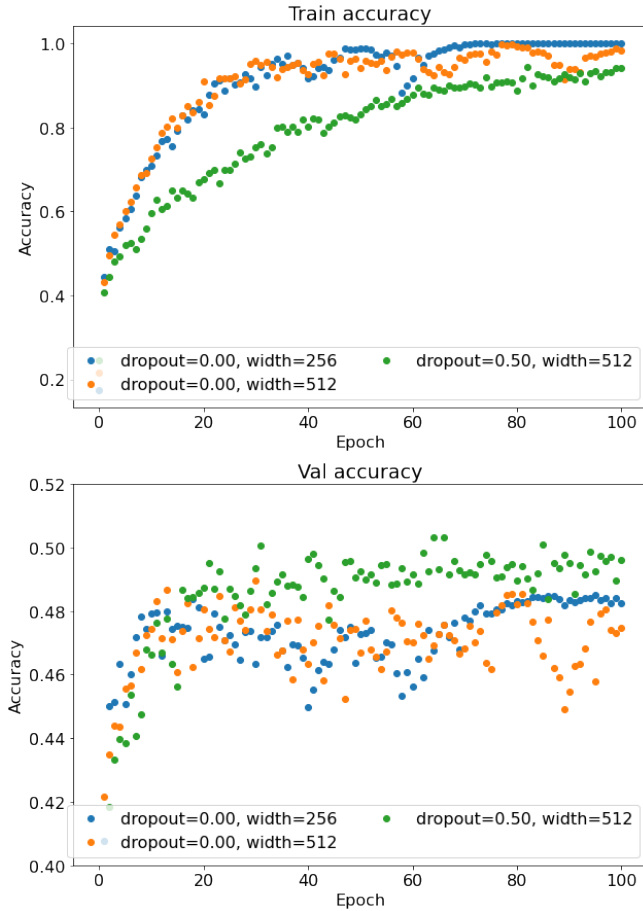 Train accuracy
1.0
0.8
0.6
0.4
0.2
Accuracy
dropout=0.00, width=256
dropout=0.00, width=512
dropout=0.50, width=512
0 20 40 60 80 100
Epoch
Val accuracy
0.52
0.50
0.48
0.46
0.44
0.42
0.40
Accuracy
dropout=0.00, width=256
dropout=0.00, width=512
dropout=0.50, width=512
0 20 40 60 80 100
Epoch